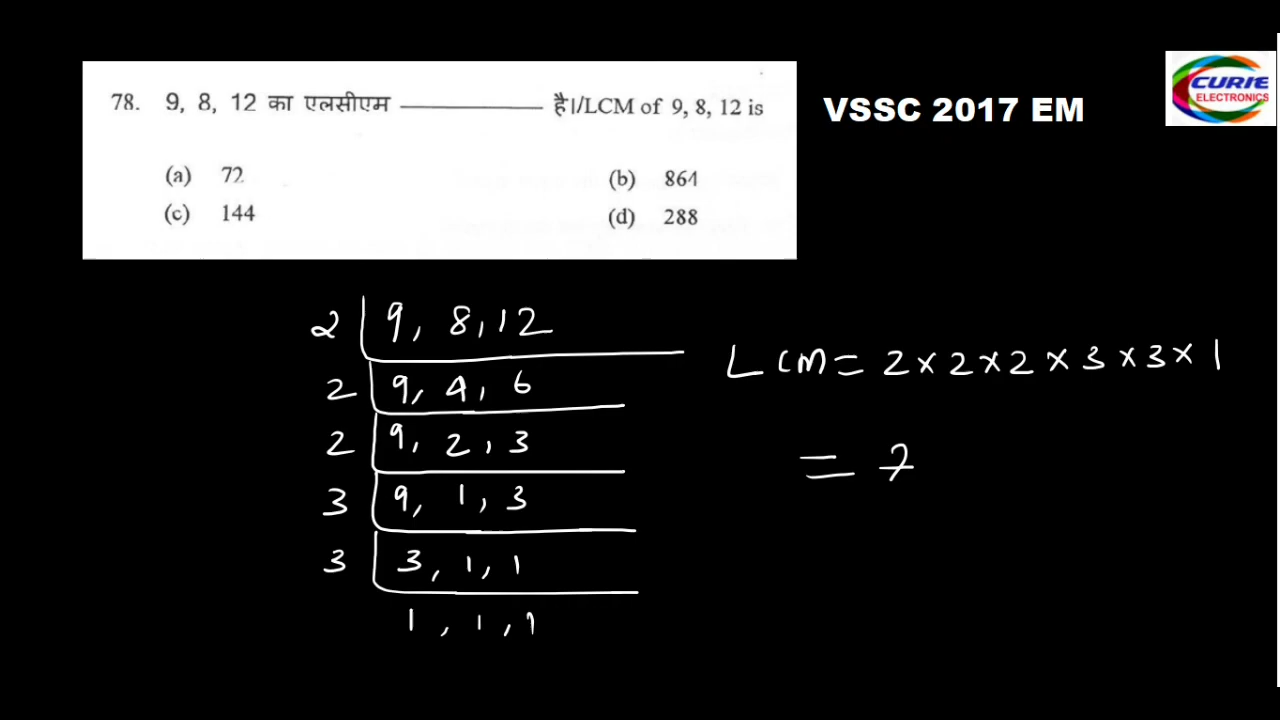 78. 9, 8, 12 का एलसीएम __________ है।/LCM of 9, 8, 12 is
(a) 72 (b) 864
(c) 144 (d) 288
VSSC 2017 EM
CURIE
ELECTRONICS
2 | 9, 8, 12
2 | 9, 4, 6
2 | 9, 2, 3
3 | 9, 1, 3
3 | 3, 1, 1
1, 1, 1
LCM = 2 × 2 × 2 × 3 × 3 × 1
= 7